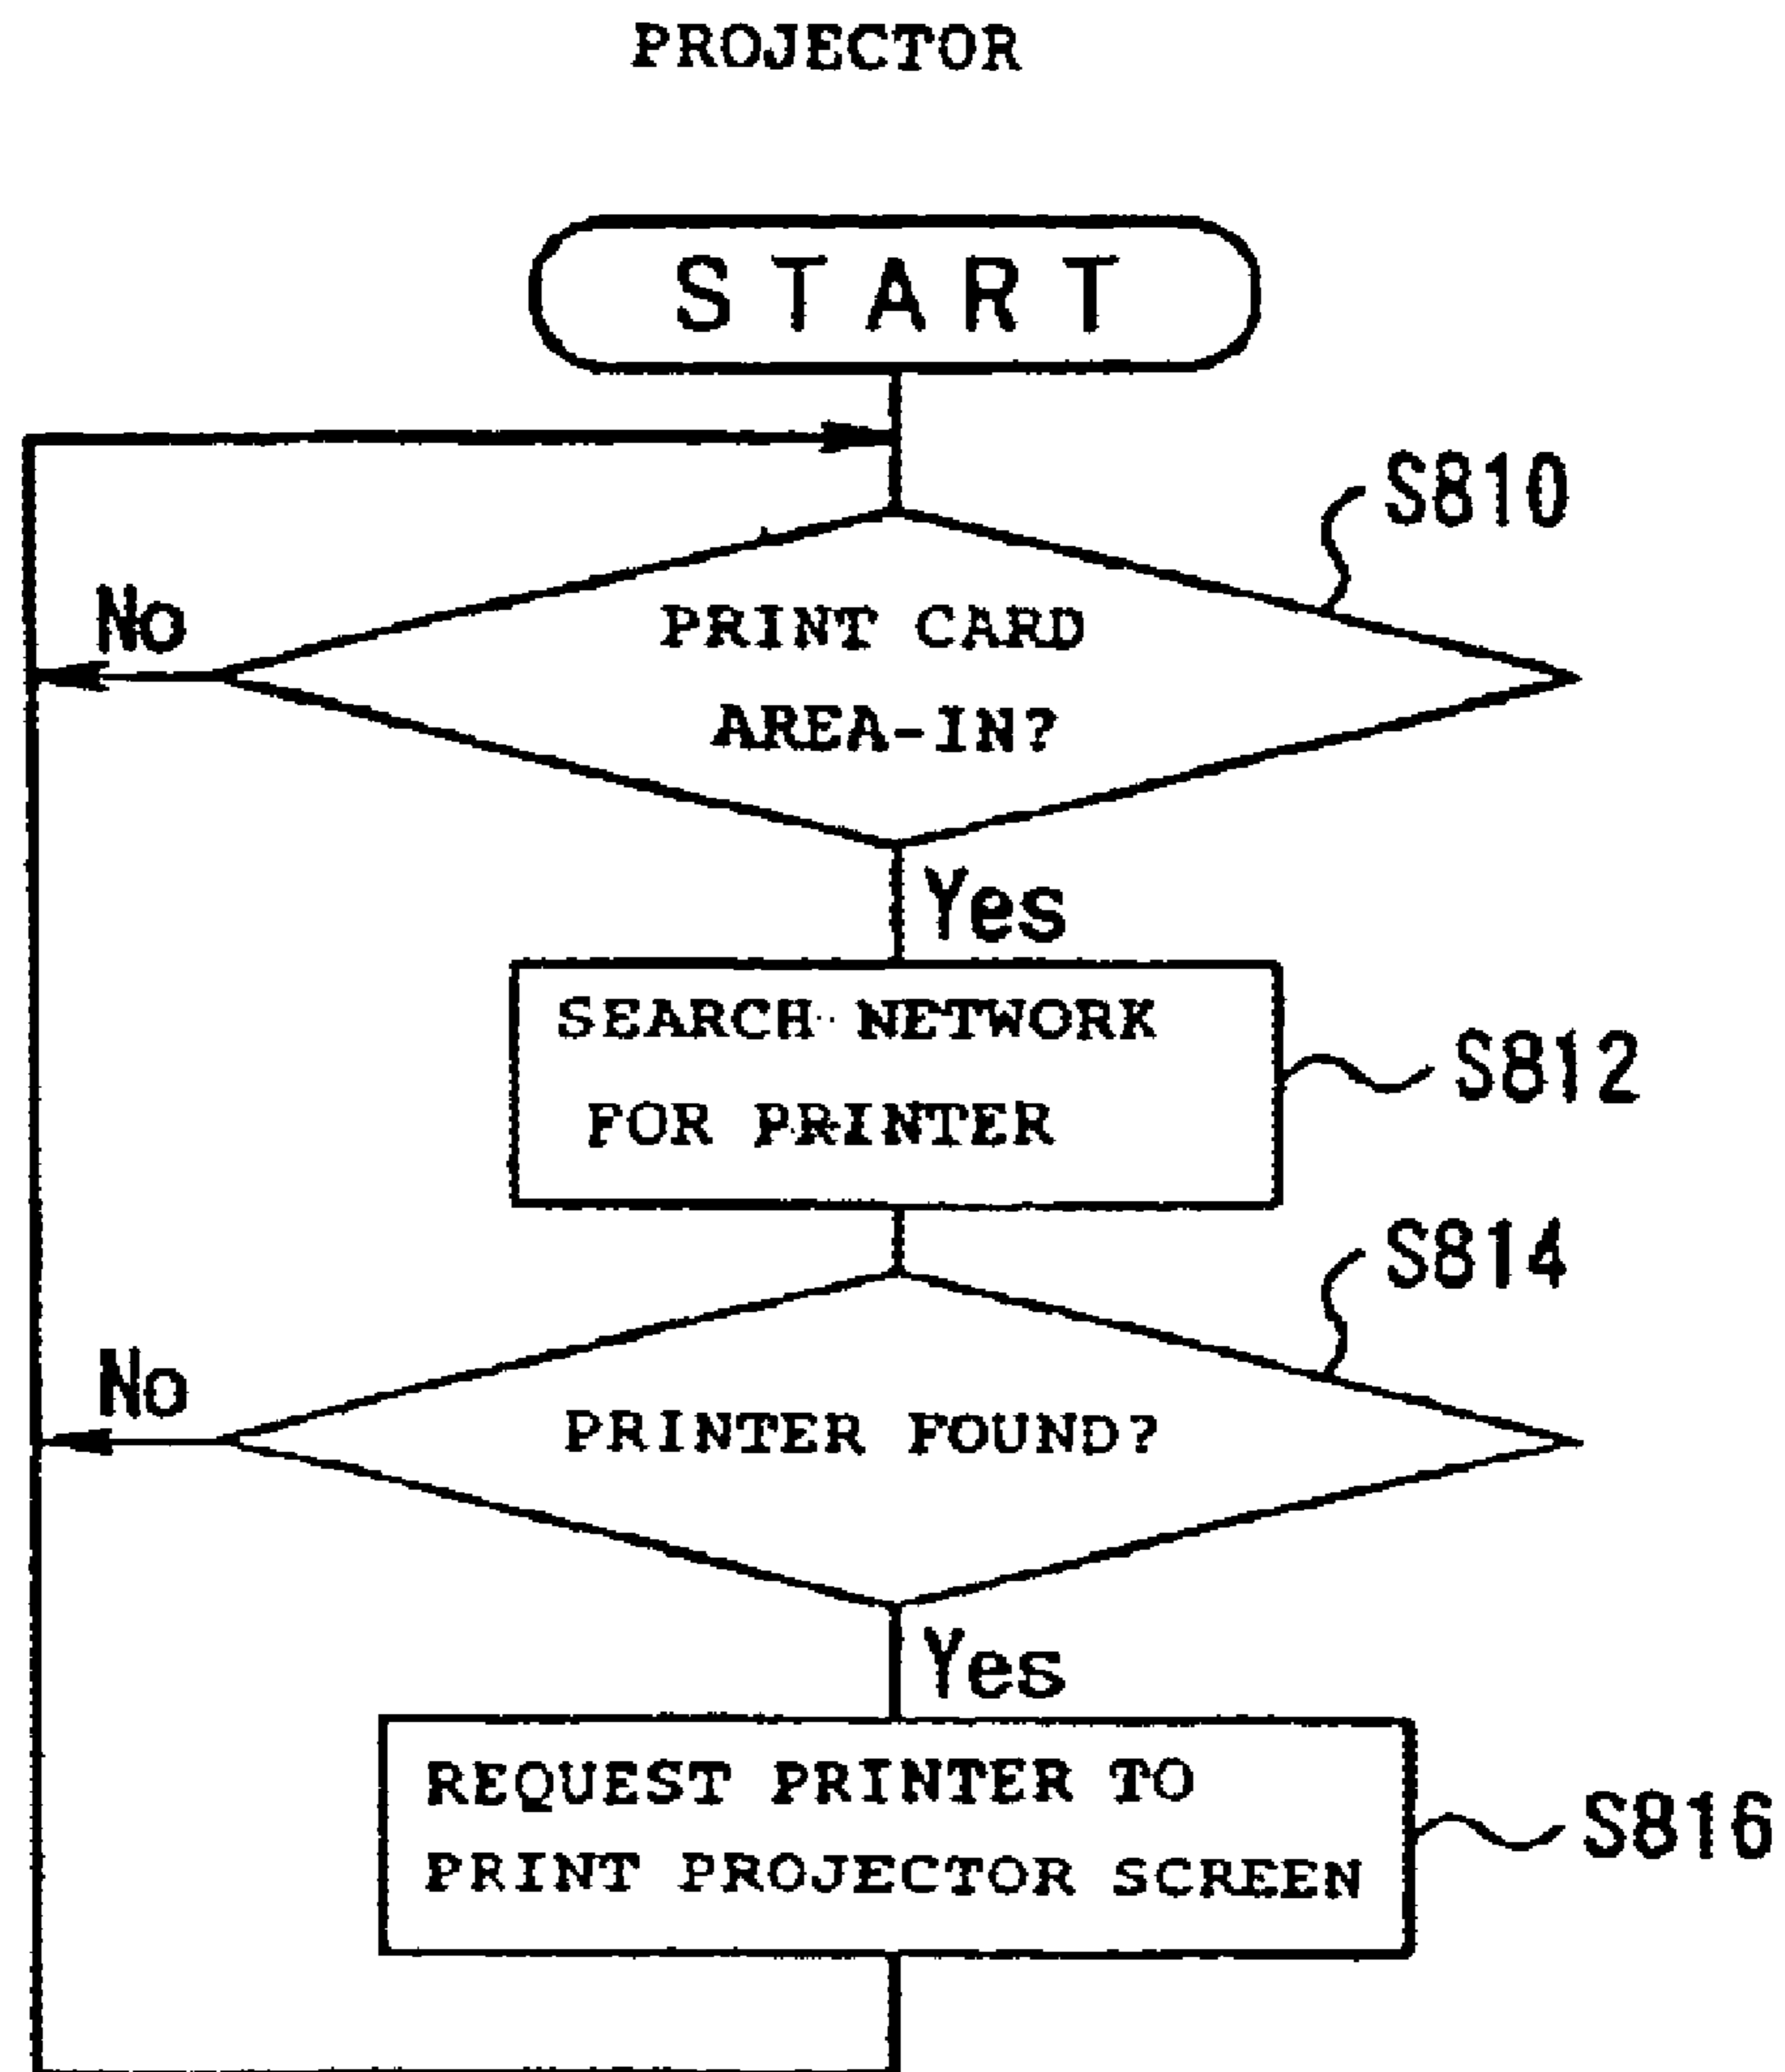 PROJECTOR
START
S810
No
PRINT CARD
AREA-IN?
Yes
SEARCH NETWORK
FOR PRINTER
S812
S814
No
PRINTER FOUND?
Yes
REQUEST PRINTER TO
PRINT PROJECTOR SCREEN
S816